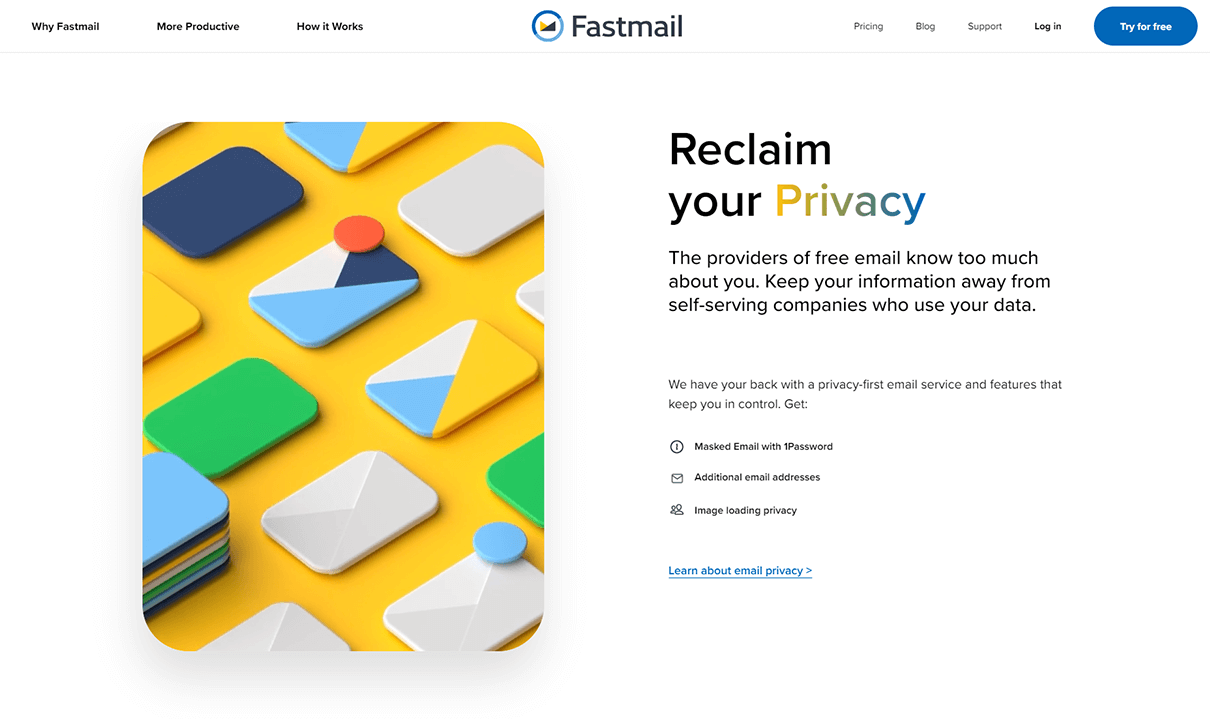 Why Fastmail
More Productive
How it Works
Fastmail
Pricing
Blog
Support
Log in
Try for free
Reclaim
your Privacy
The providers of free email know too much
about you. Keep your information away from
self-serving companies who use your data.
We have your back with a privacy-first email service and features that
keep you in control. Get:
Masked Email with 1Password
Additional email addresses
Image loading privacy
Learn about email privacy >